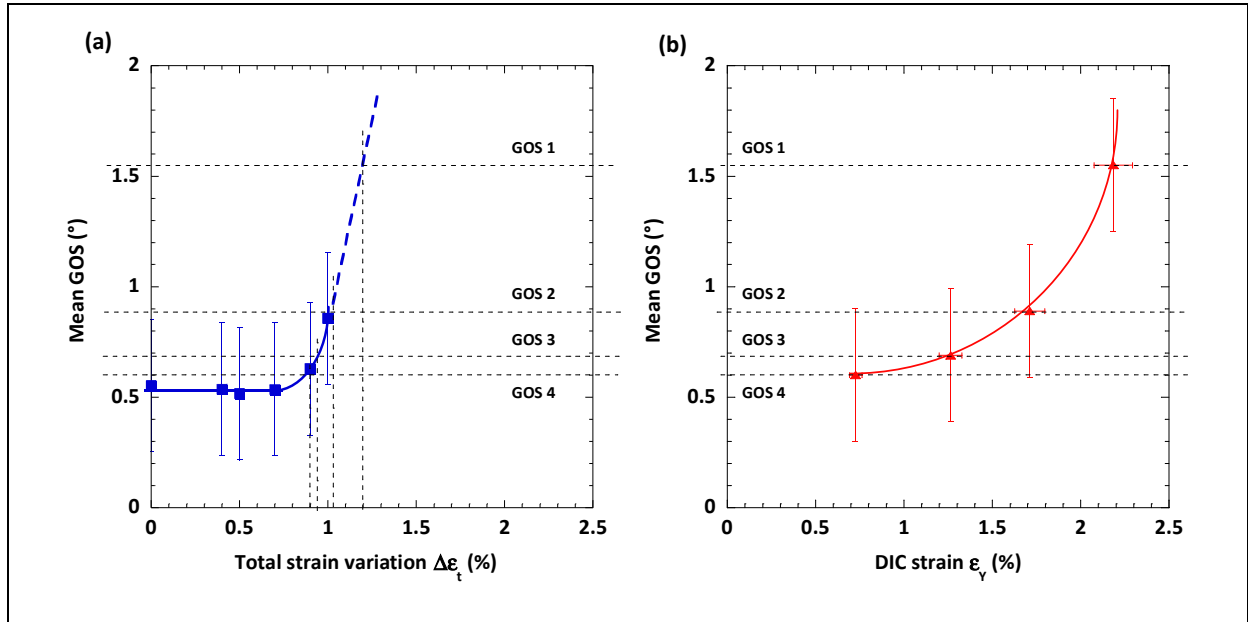 (a)
2
1.5
1
0.5
0
Mean GOS (°)
GOS 1
GOS 2
GOS 3
GOS 4
0 0.5 1 1.5 2 2.5
Total strain variation Δεt (%)
(b)
2
1.5
1
0.5
0
Mean GOS (°)
GOS 1
GOS 2
GOS 3
GOS 4
0 0.5 1 1.5 2 2.5
DIC strain εY (%)